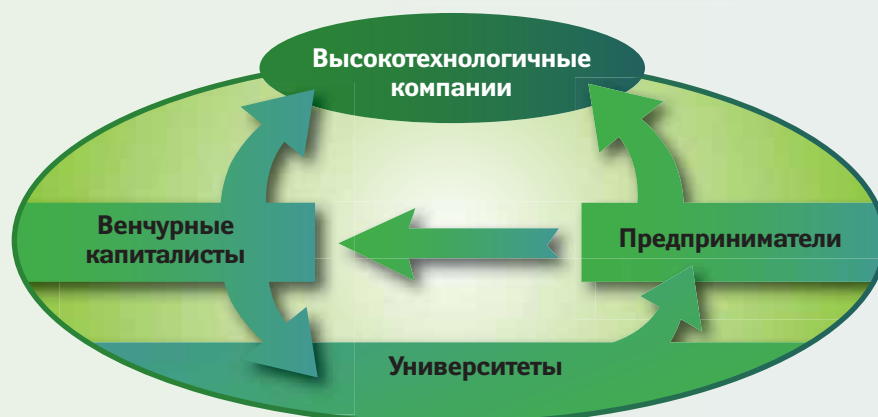 Высокотехнологичные
компании
Венчурные
капиталисты
Предприниматели
Университеты